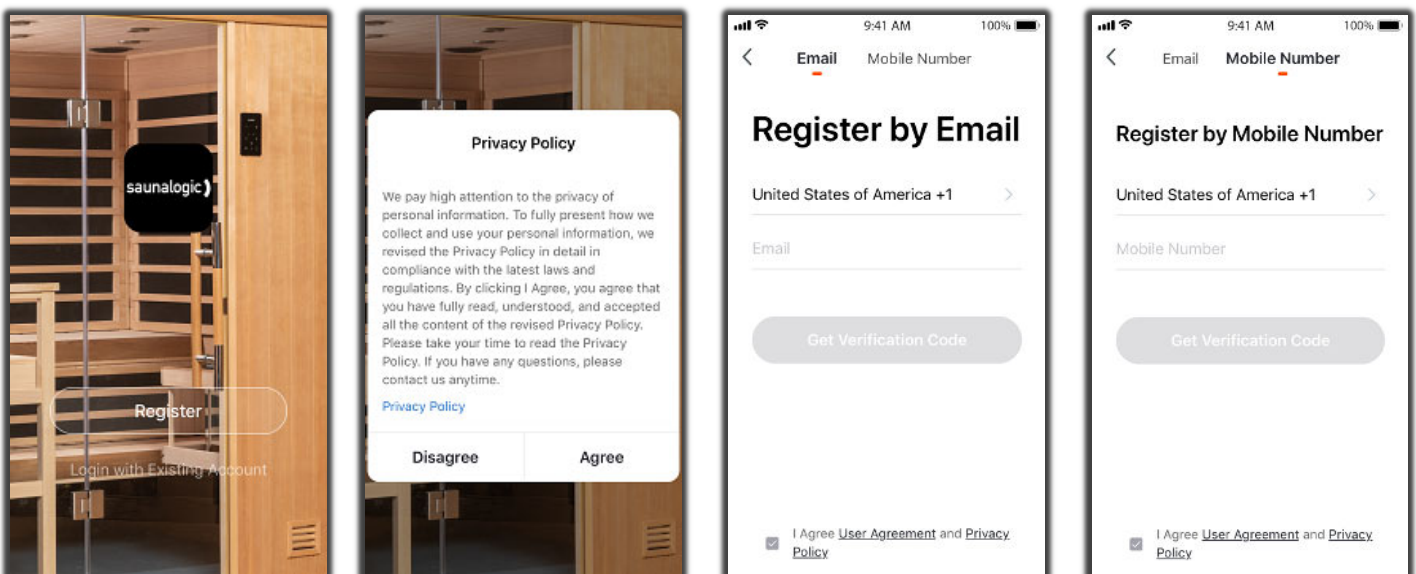 saunalogic
Register
Login with Existing Account
Privacy Policy
We pay high attention to the privacy of
personal information. To fully present how we
collect and use your personal information, we
revised the Privacy Policy in detail in
compliance with the latest laws and
regulations. By clicking I Agree, you agree that
you have fully read, understood, and accepted
all the content of the revised Privacy Policy.
Please take your time to read the Privacy
Policy. If you have any questions, please
contact us anytime.
Privacy Policy
Disagree Agree
9:41 AM 100%
Email Mobile Number
Register by Email
United States of America +1
Email
Get Verification Code
I Agree User Agreement and Privacy
Policy
9:41 AM 100%
Email Mobile Number
Register by Mobile Number
United States of America +1
Mobile Number
Get Verification Code
I Agree User Agreement and Privacy
Policy